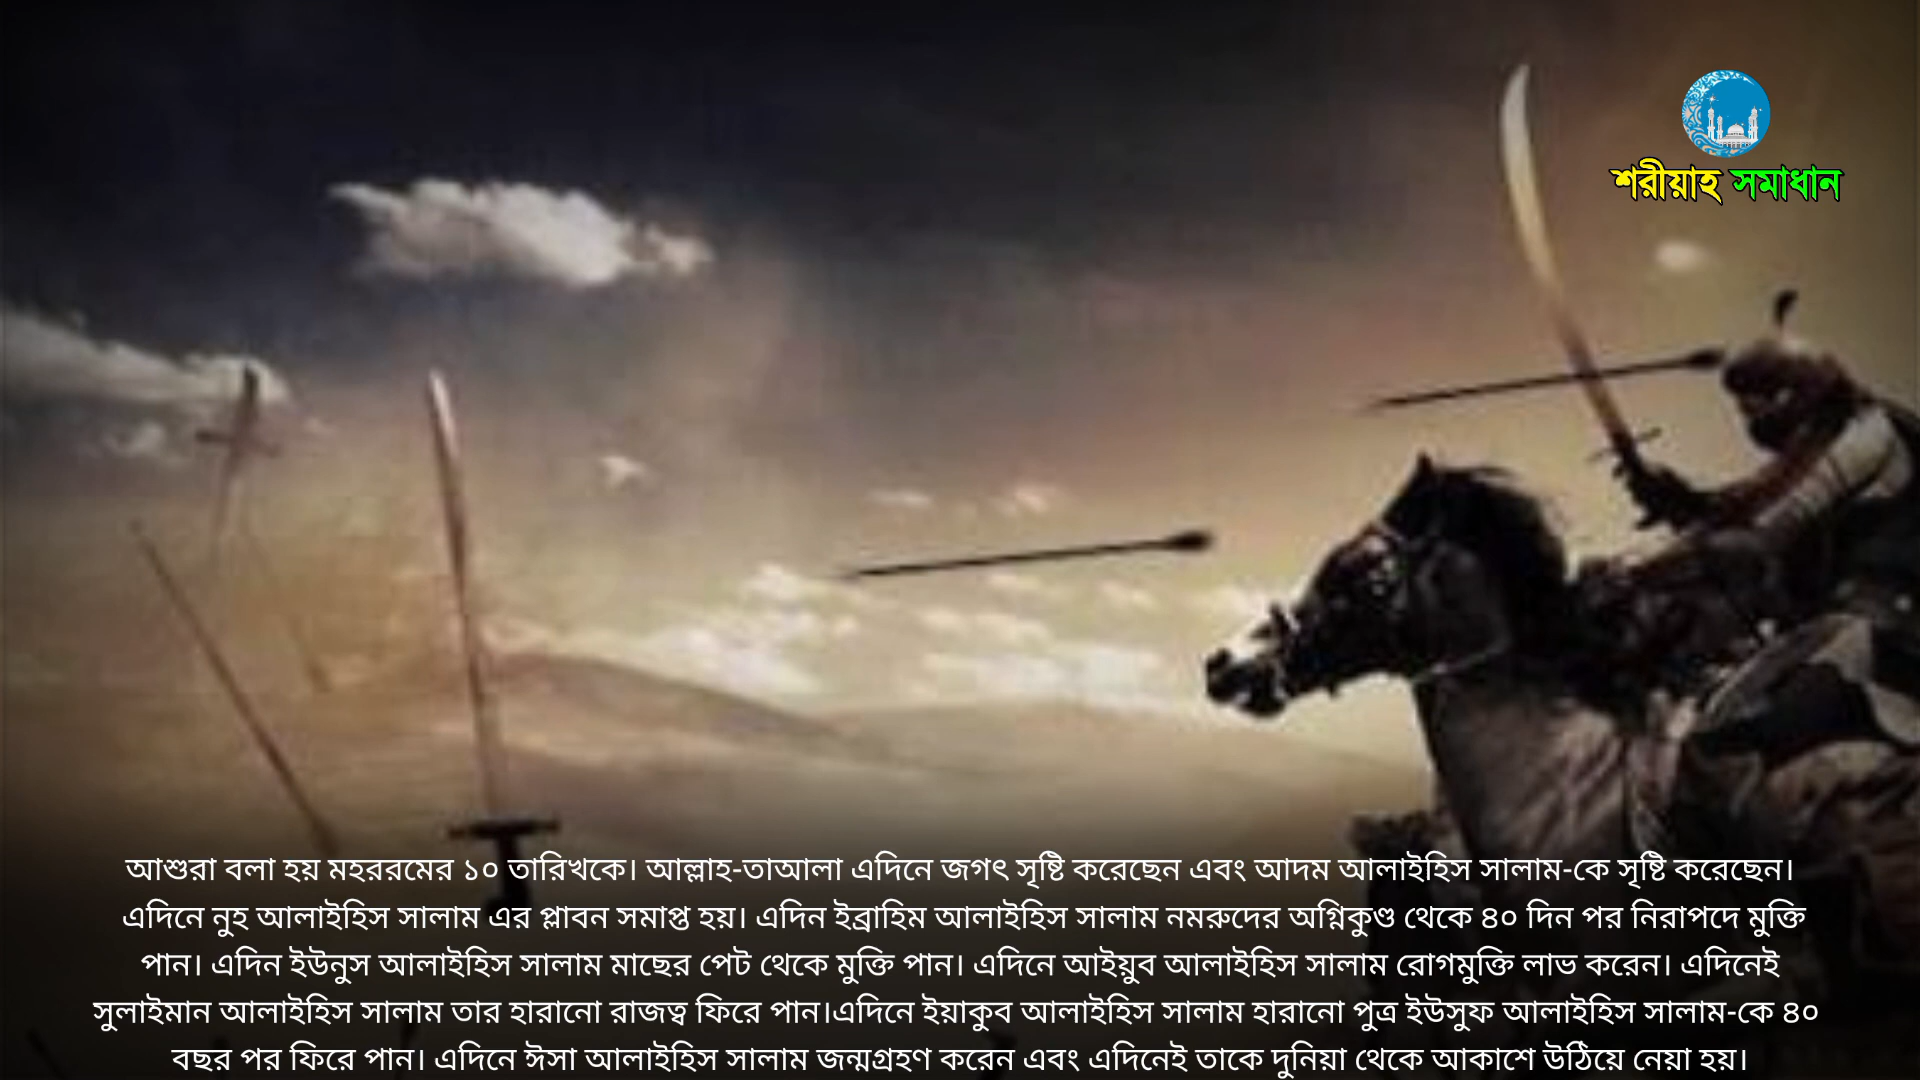 শরীয়াহ সমাধান
আশুরা বলা হয় মহররমের ১০ তারিখকে। আল্লাহ-তাআলা এদিনে জগৎ সৃষ্টি করেছেন এবং আদম আলাইহিস সালাম-কে সৃষ্টি করেছেন।
এদিনে নুহ আলাইহিস সালাম এর প্লাবন সমাপ্ত হয়। এদিন ইব্রাহিম আলাইহিস সালাম নমরুদের অগ্নিকুণ্ড থেকে ৪০ দিন পর নিরাপদে মুক্তি
পান। এদিন ইউনুস আলাইহিস সালাম মাছের পেট থেকে মুক্তি পান। এদিনে আইয়ুব আলাইহিস সালাম রোগমুক্তি লাভ করেন। এদিনেই
সুলাইমান আলাইহিস সালাম তার হারানো রাজত্ব ফিরে পান।এদিনে ইয়াকুব আলাইহিস সালাম হারানো পুত্র ইউসুফ আলাইহিস সালাম-কে ৪০
বছর পর ফিরে পান। এদিনে ঈসা আলাইহিস সালাম জন্মগ্রহণ করেন এবং এদিনেই তাকে দুনিয়া থেকে আকাশে উঠিয়ে নেয়া হয়।